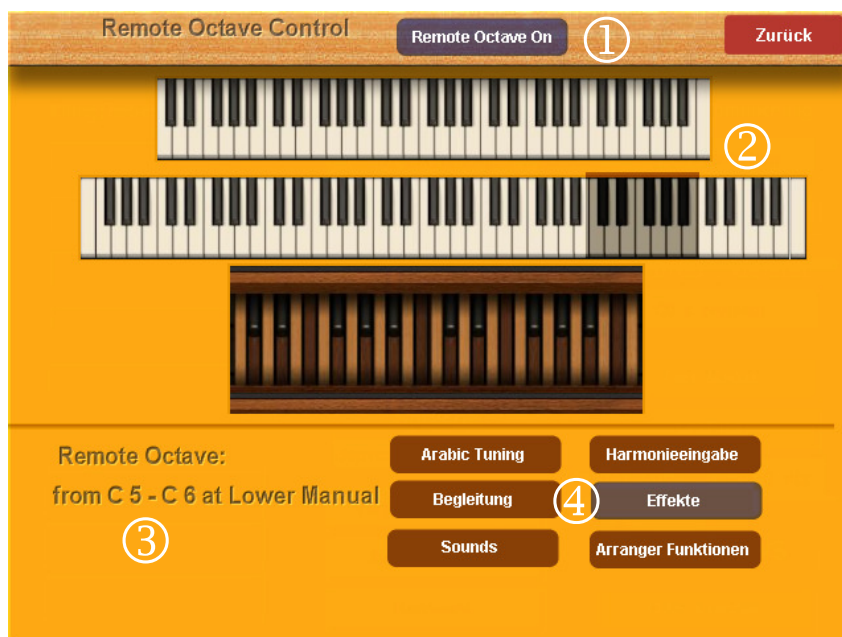 Remote Octave Control
Remote Octave On
①
Zurück
②
Remote Octave:
from C 5 - C 6 at Lower Manual
③
Arabic Tuning
Harmonieeingabe
Begleitung
④
Effekte
Sounds
Arranger Funktionen